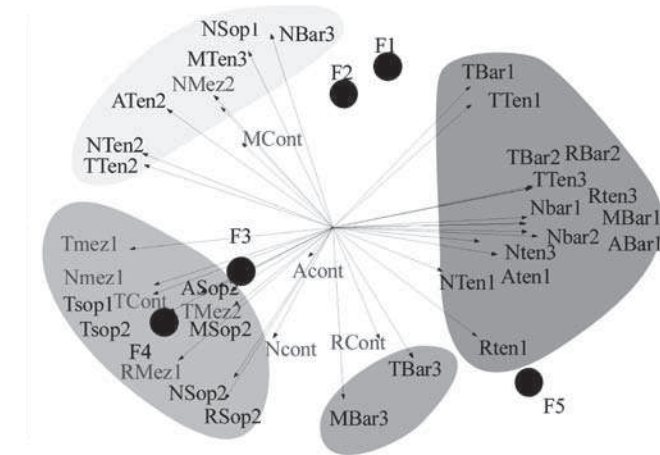 NSop1 NBar3
F1
MTen3
F2
TBar1
NMez2
ATen2
TTen1
MCont
NTen2
TTen2
TBar2 RBar2
TTen3
Rten3
Nbar1
MBar1
Tmez1
F3
Nbar2
ABar1
Nten3
Nmez1
Acont
NTen1 Aten1
ASop2
Tsop1 TCont
TMez2
Tsop2
MSop2
F4
Ncont
RCont
Rten1
RMez1
TBar3
NSop2
F5
RSop2
MBar3